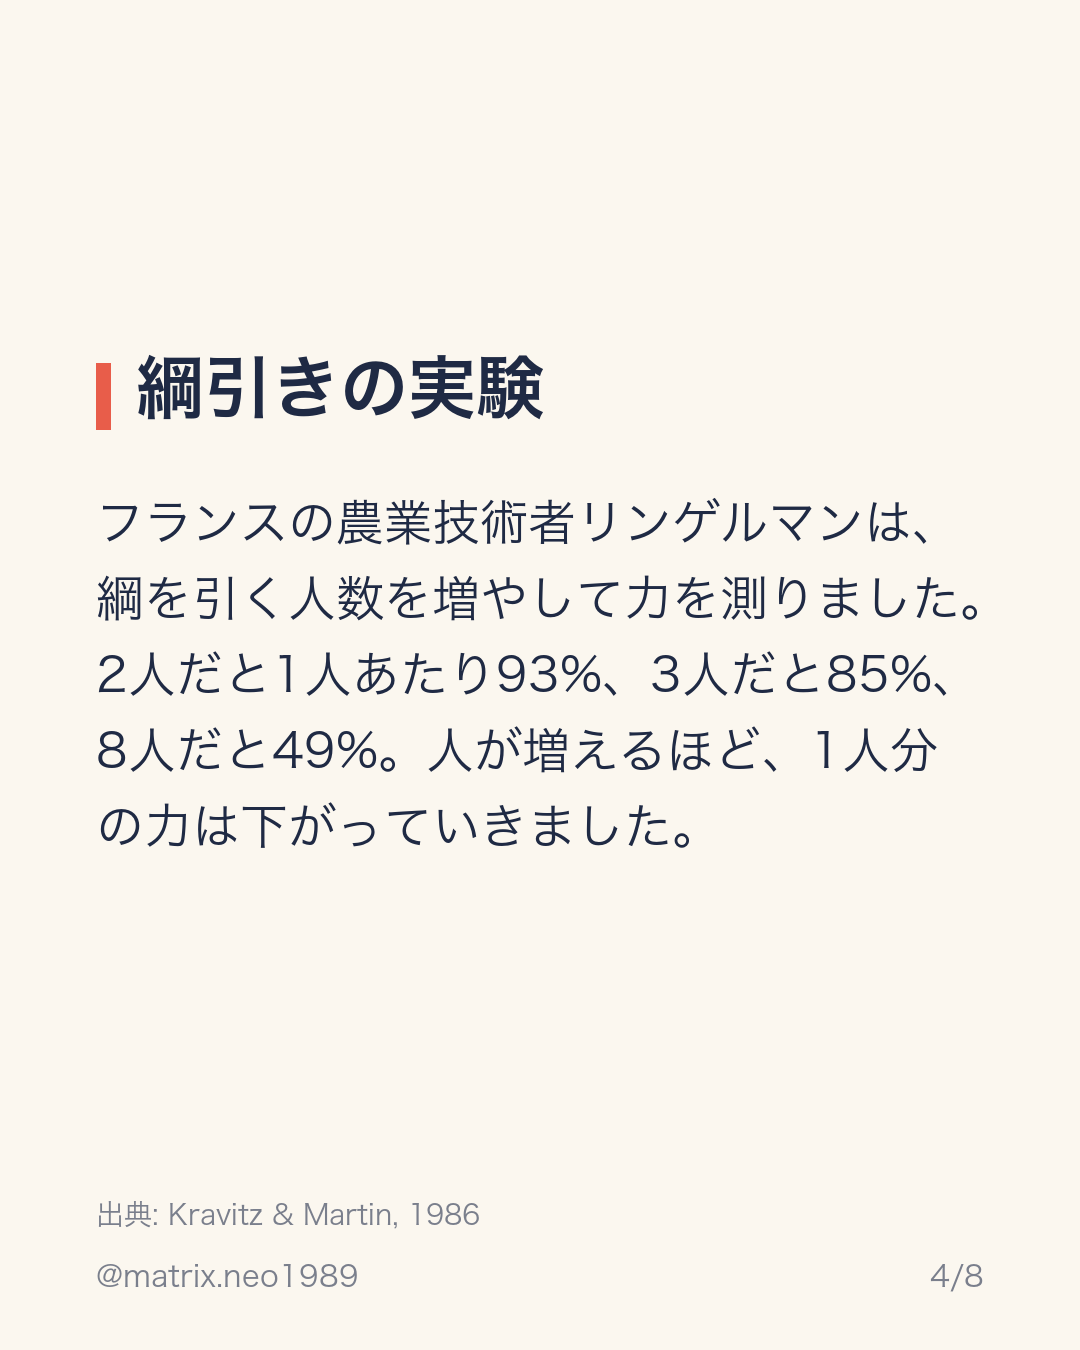 綱引きの実験
フランスの農業技術者リンゲルマンは、
綱を引く人数を増やして力を測りました。
2人だと1人あたり93%、3人だと85%、
8人だと49%。人が増えるほど、1人分
の力は下がっていきました。
出典: Kravitz & Martin, 1986
@matrix.neo1989
4/8